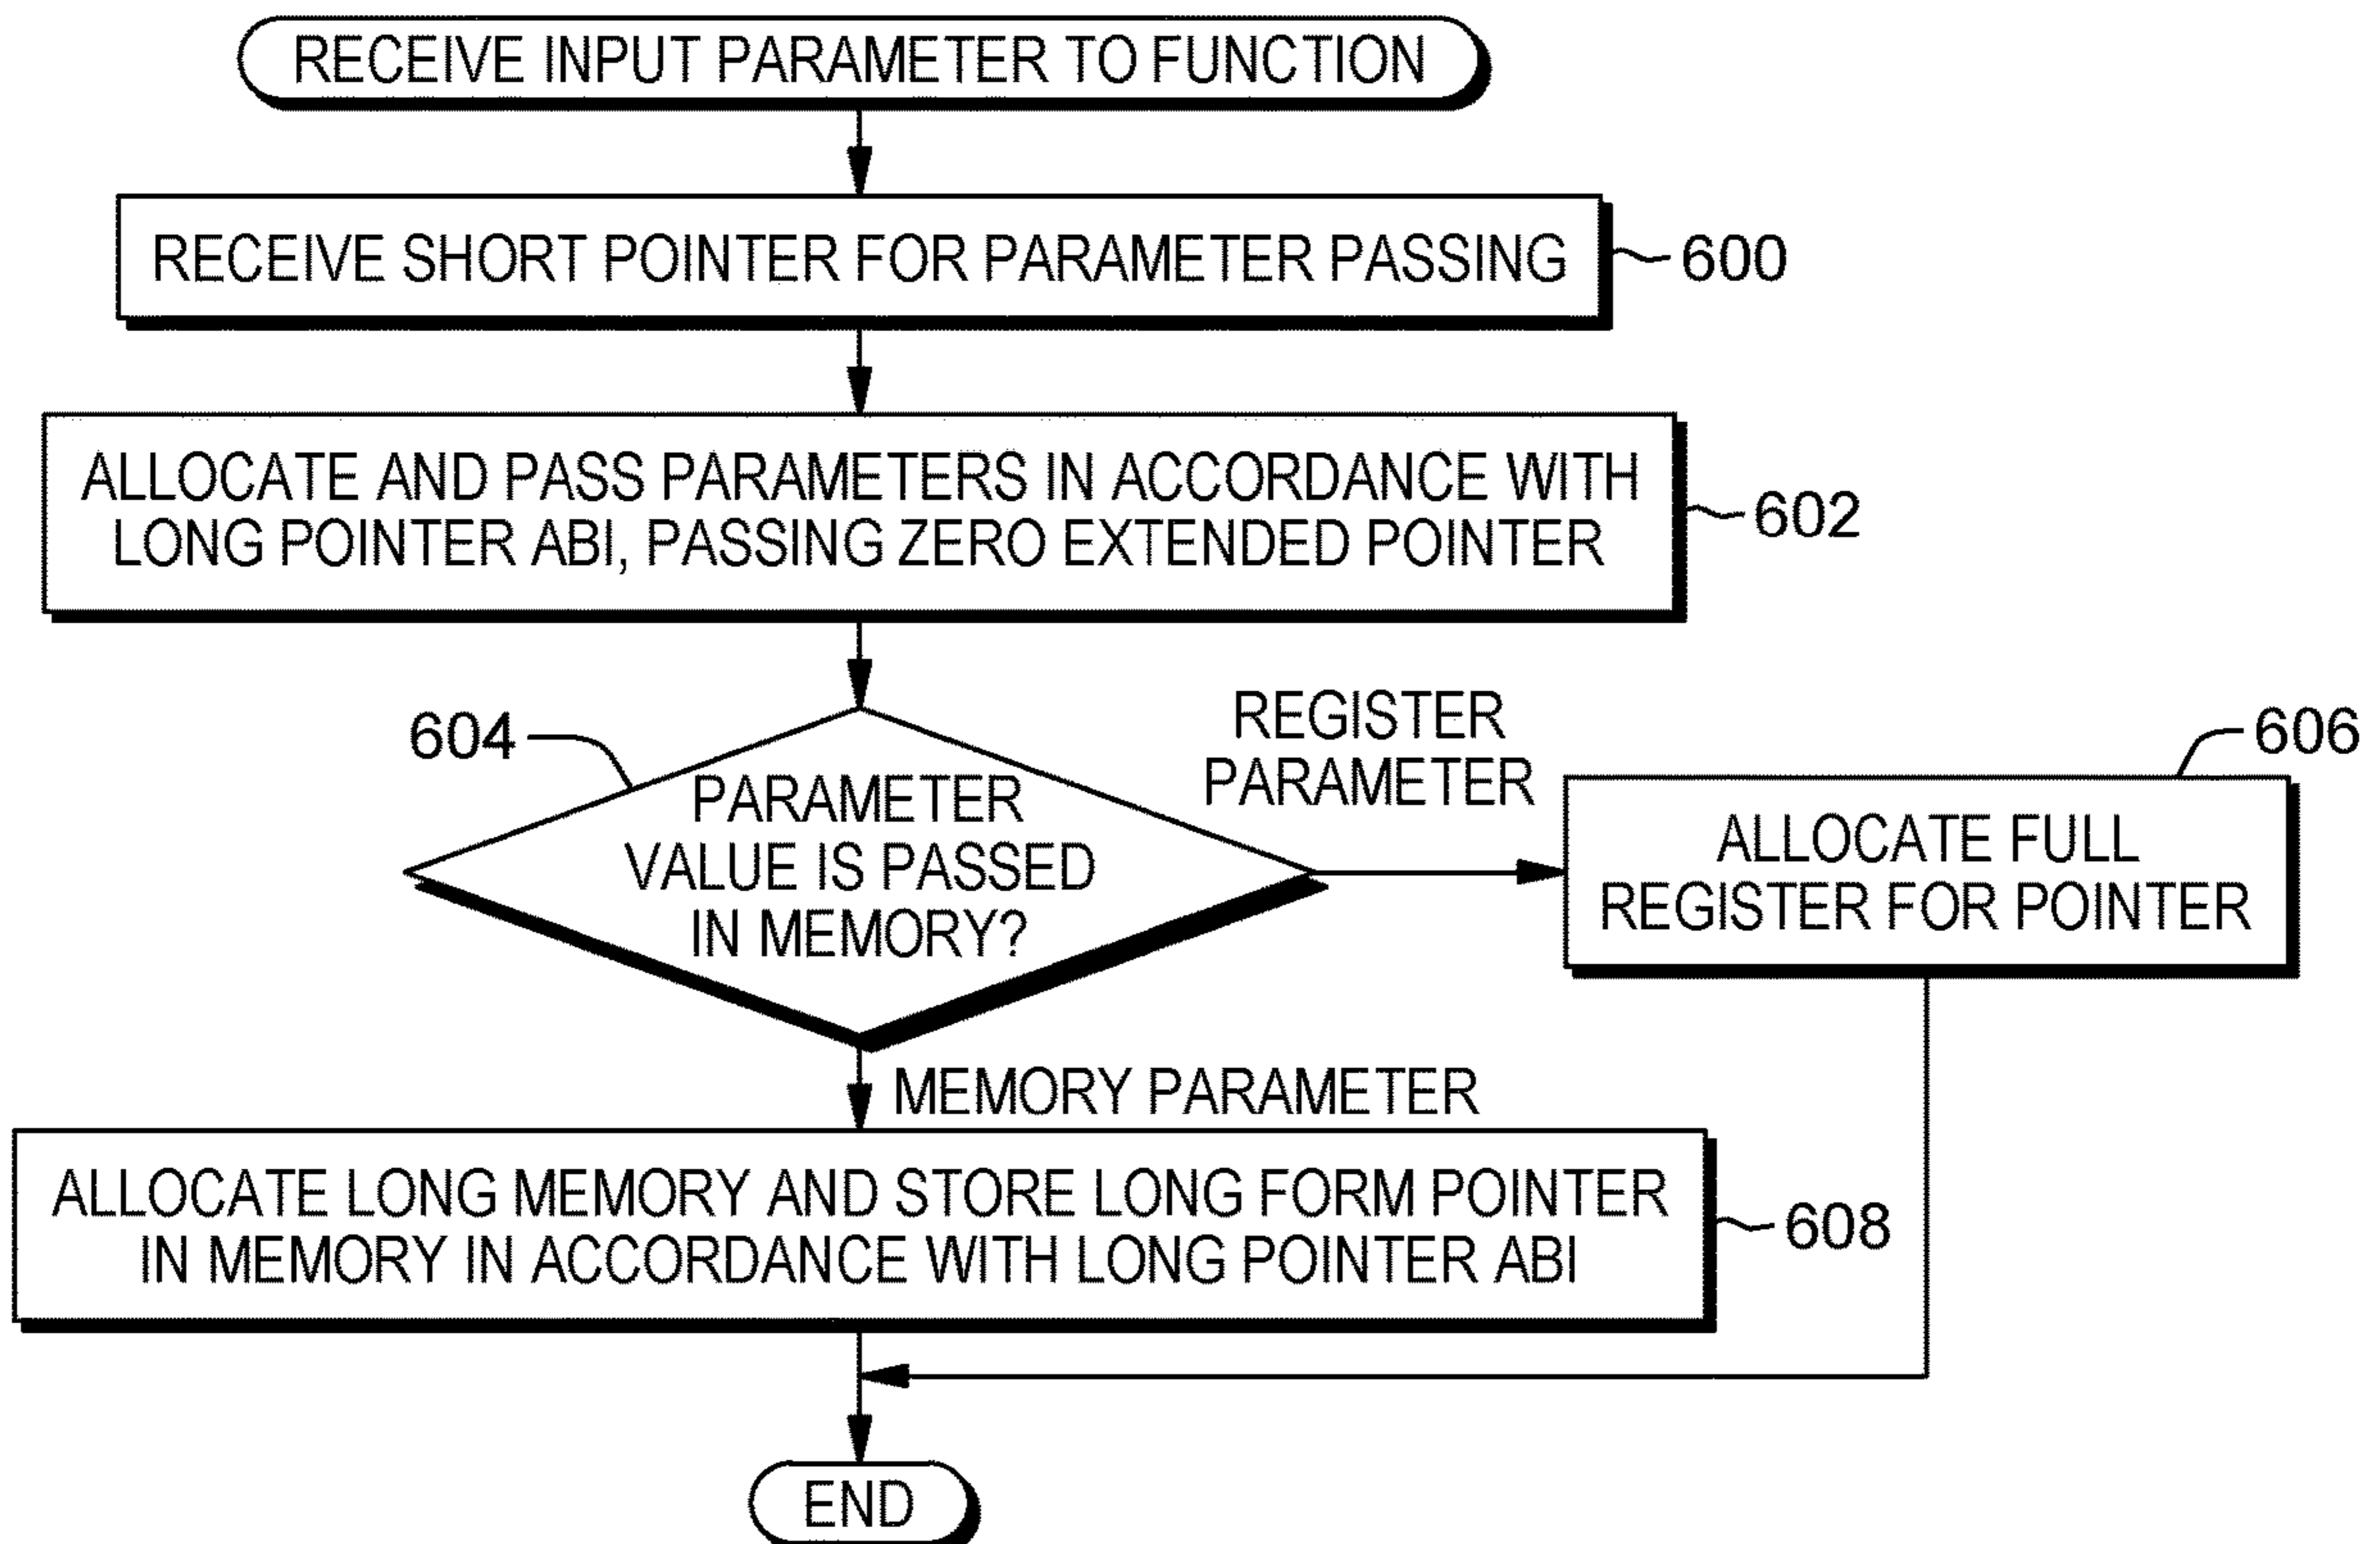 RECEIVE INPUT PARAMETER TO FUNCTION
RECEIVE SHORT POINTER FOR PARAMETER PASSING
600
ALLOCATE AND PASS PARAMETERS IN ACCORDANCE WITH
LONG POINTER ABI, PASSING ZERO EXTENDED POINTER
602
604
PARAMETER
VALUE IS PASSED
IN MEMORY?
REGISTER
PARAMETER
606
ALLOCATE FULL
REGISTER FOR POINTER
MEMORY PARAMETER
ALLOCATE LONG MEMORY AND STORE LONG FORM POINTER
IN MEMORY IN ACCORDANCE WITH LONG POINTER ABI
608
END